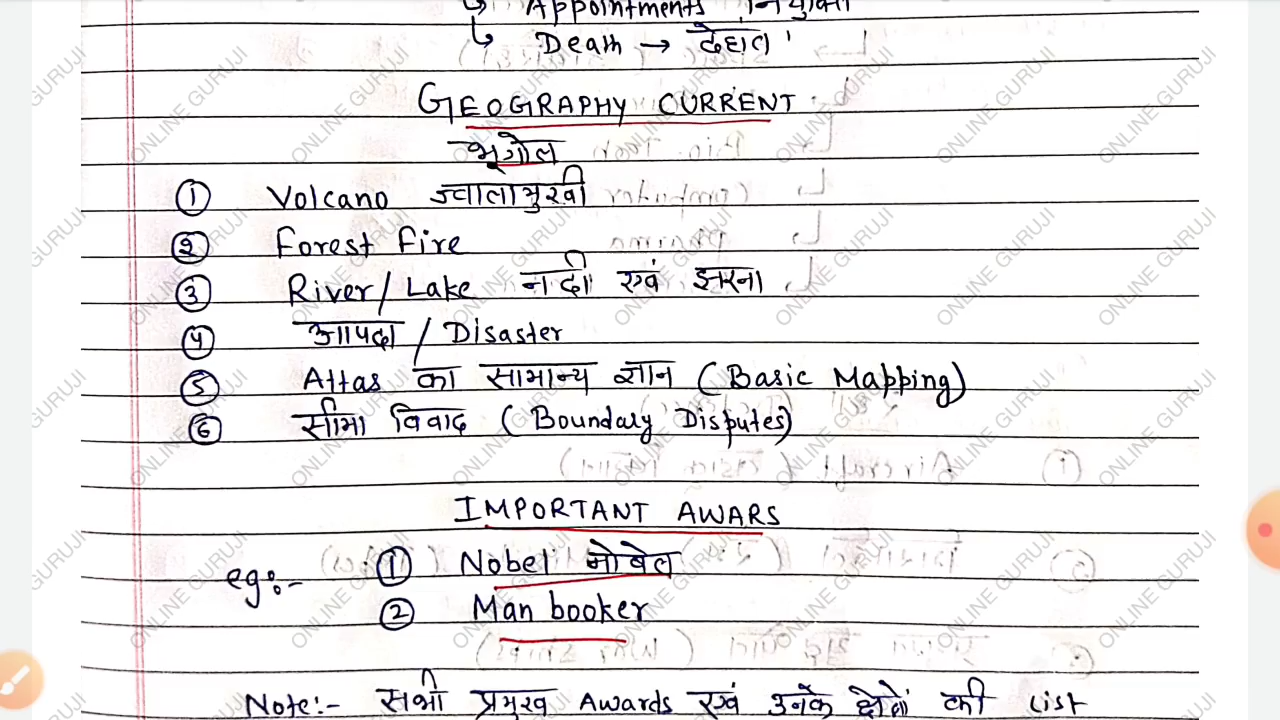 ↳ Appointments नियुक्ती
↳ Death → देहांत
GEOGRAPHY CURRENT
भूगोल
① Volcano ज्वालामुखी
② Forest Fire
③ River/ Lake नदी एवं झरना
④ आपदा / Disaster
⑤ Attas का सामान्य ज्ञान (Basic Mapping)
⑥ सीमा विवाद (Boundary Disputes)
IMPORTANT AWARS
eg:- ① Nobel नोबेल
② Man booker
Note:- सभी प्रमुख Awards एवं उनके क्षेत्रों की List